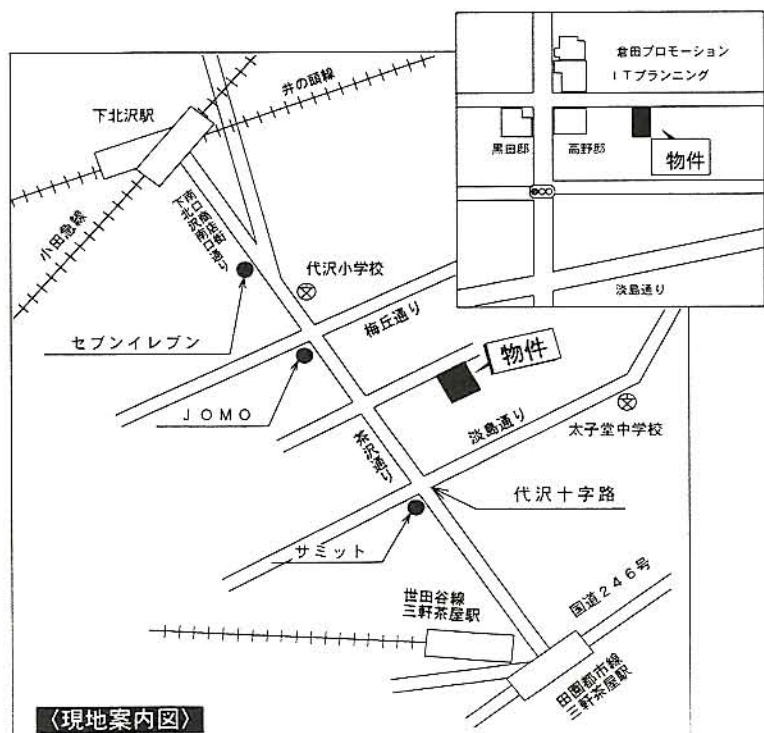 倉田プロモーション
ITプランニング
黒田邸
高野邸
物件
淡島通り
井の頭線
下北沢駅
小田急線
南口商店街
下北沢南口通り
代沢小学校
梅丘通り
セブンイレブン
JOMO
物件
淡島通り
太子堂中学校
茶沢通り
代沢十字路
サミット
世田谷線
三軒茶屋駅
国道246号
田園都市線
三軒茶屋駅
〈現地案内図〉